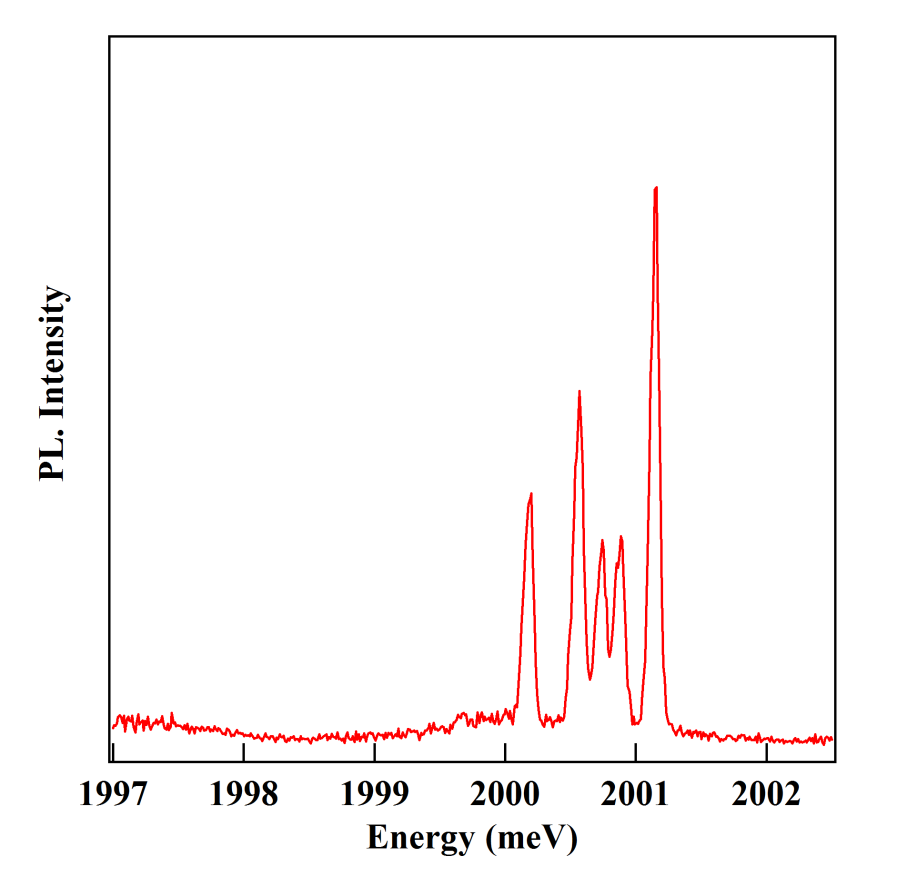 PL. Intensity
1997 1998 1999 2000 2001 2002
Energy (meV)